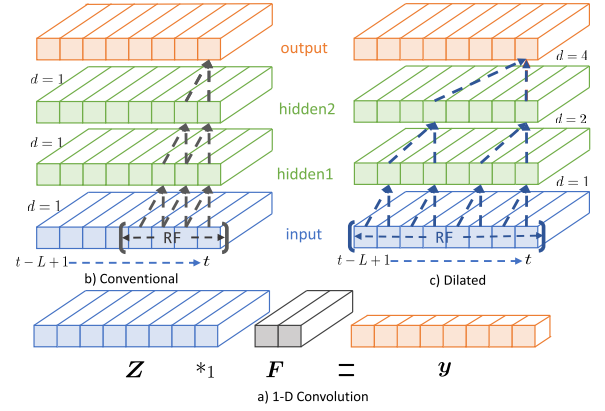 output
d = 1
d = 4
hidden2
d = 1
d = 2
hidden1
d = 1
d = 1
RF
input
RF
t − L + 1
t
t − L + 1
t
b) Conventional
c) Dilated
Z *₁ F = y
a) 1-D Convolution